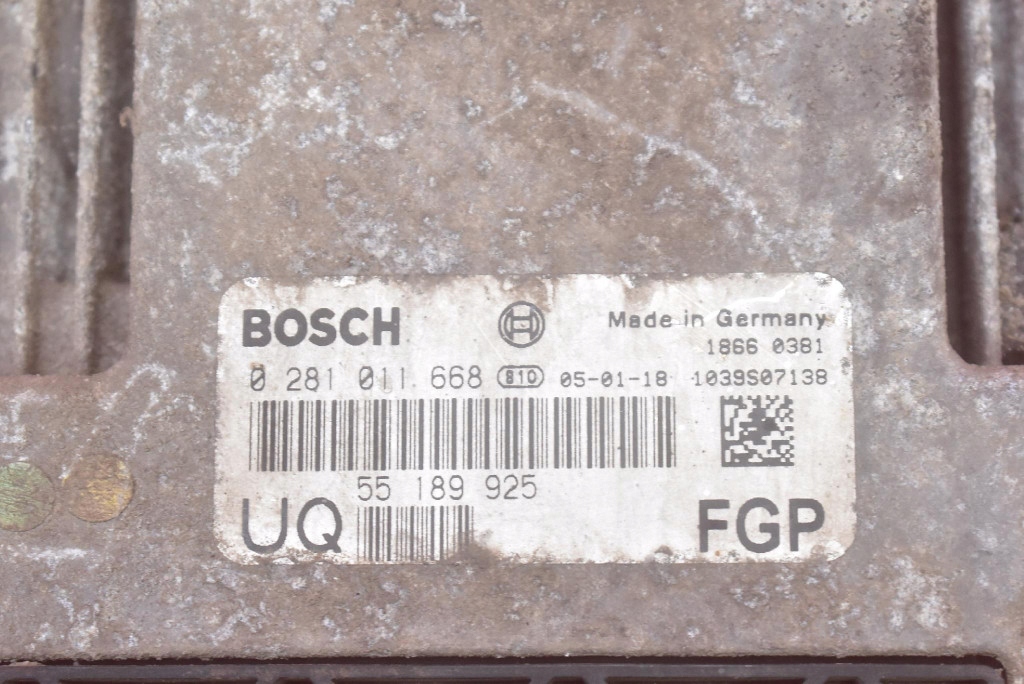 BOSCH Made in Germany
1866 0381
0 281 011 668 810 05-01-18 1039S07138
55 189 925
UQ FGP